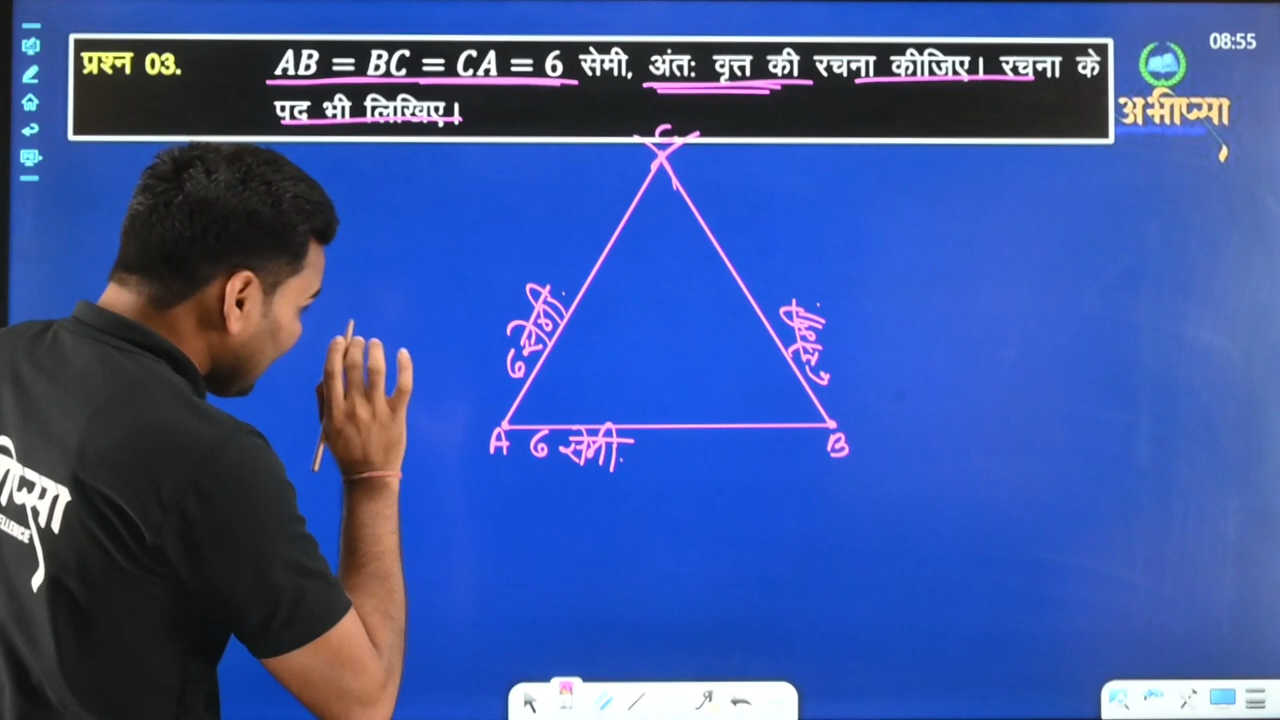 08:55
प्रश्न 03. AB = BC = CA = 6 सेमी, अंत: वृत्त की रचना कीजिए। रचना के
पद भी लिखिए।
अभीप्सा
C
6 सेमी.
6 सेमी.
A 6 सेमी. B